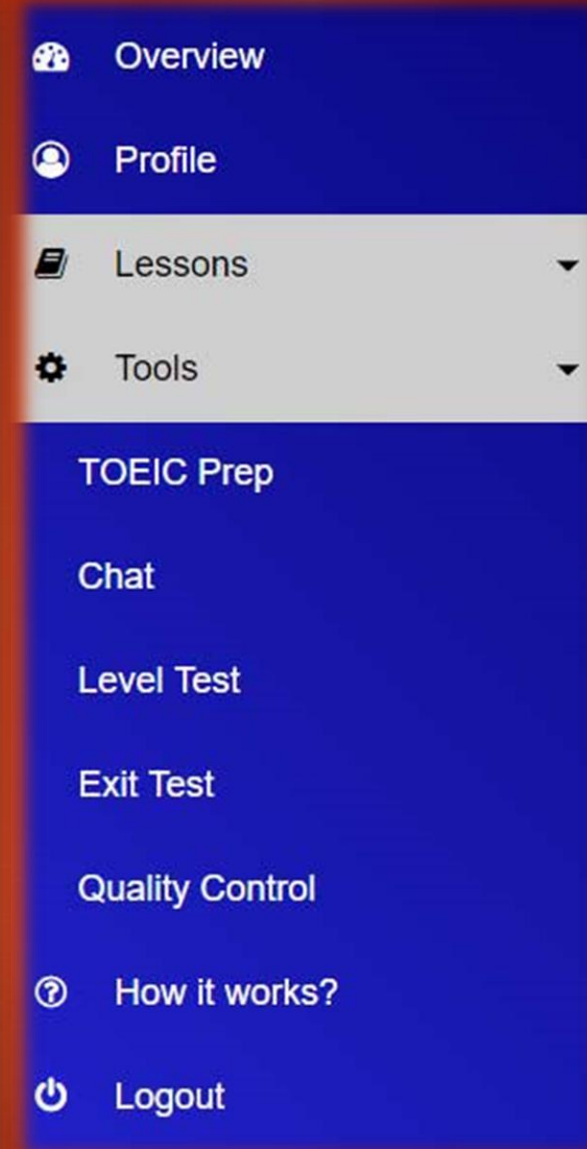 Overview
Profile
Lessons
Tools
TOEIC Prep
Chat
Level Test
Exit Test
Quality Control
How it works?
Logout